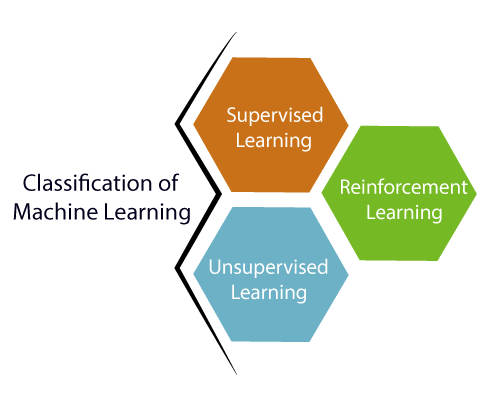 Classification of
Machine Learning
Supervised
Learning
Reinforcement
Learning
Unsupervised
Learning